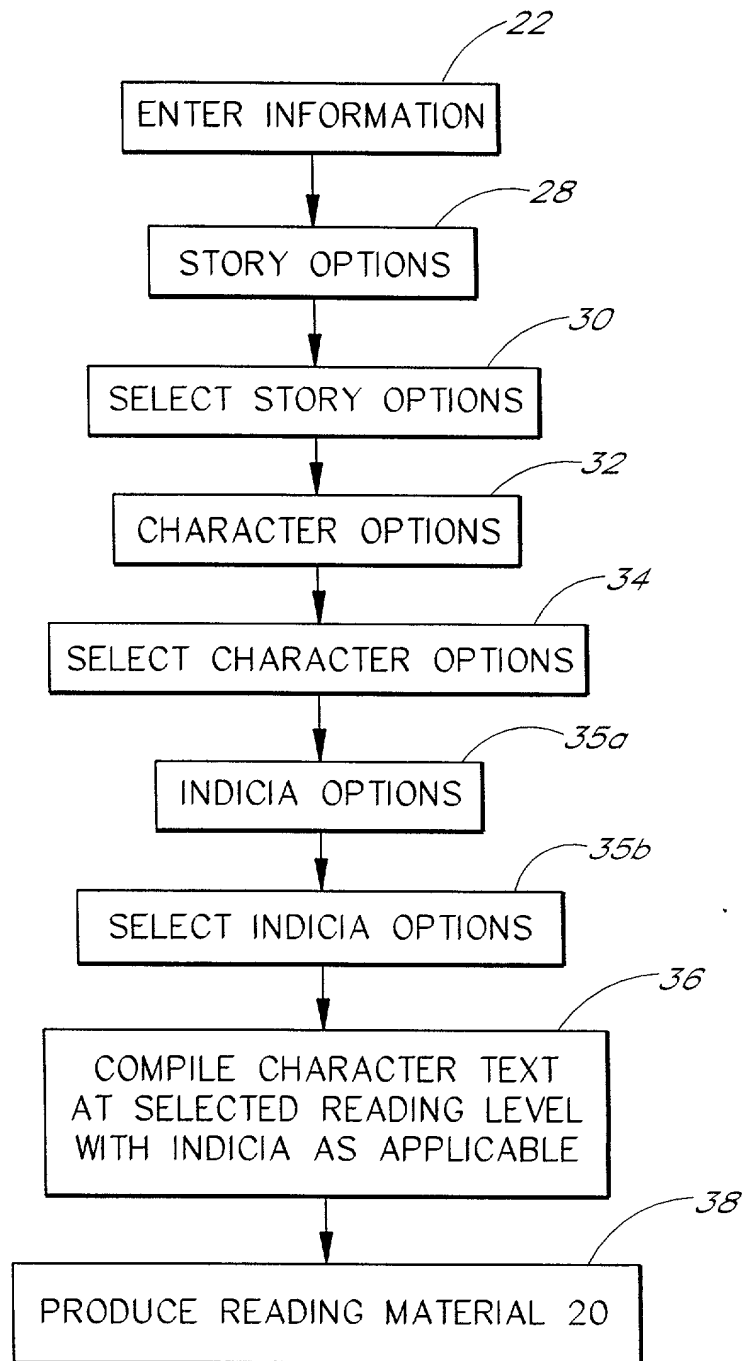 22
ENTER INFORMATION
28
STORY OPTIONS
30
SELECT STORY OPTIONS
32
CHARACTER OPTIONS
34
SELECT CHARACTER OPTIONS
35a
INDICIA OPTIONS
35b
SELECT INDICIA OPTIONS
36
COMPILE CHARACTER TEXT
AT SELECTED READING LEVEL
WITH INDICIA AS APPLICABLE
38
PRODUCE READING MATERIAL 20